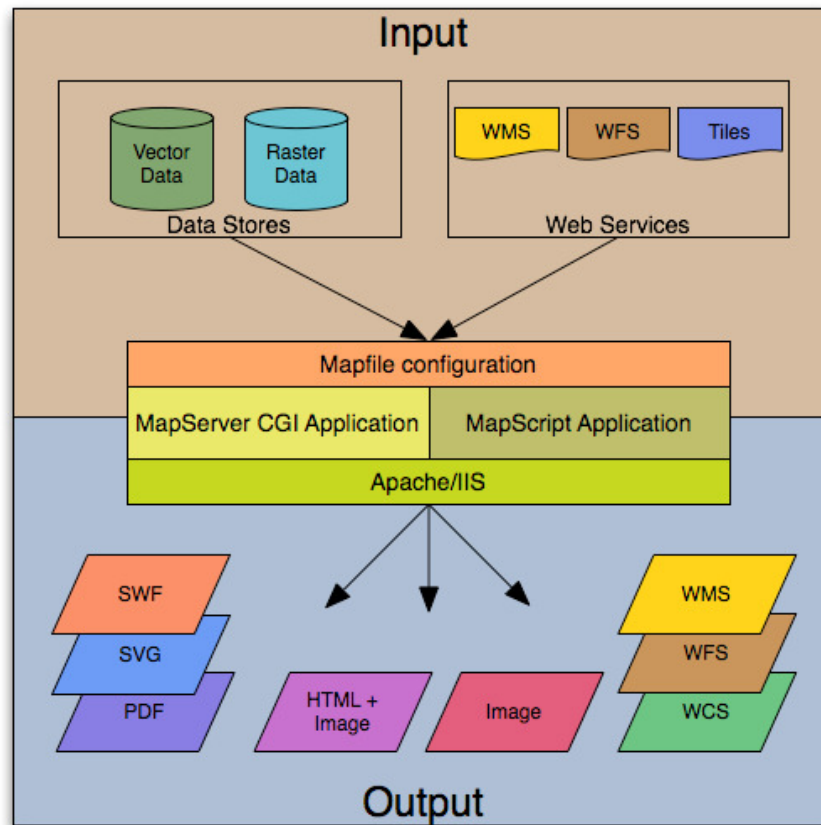 Input
Vector
Data
Raster
Data
Data Stores
WMS
WFS
Tiles
Web Services
Mapfile configuration
MapServer CGI Application
MapScript Application
Apache/IIS
SWF
SVG
PDF
HTML +
Image
Image
WMS
WFS
WCS
Output